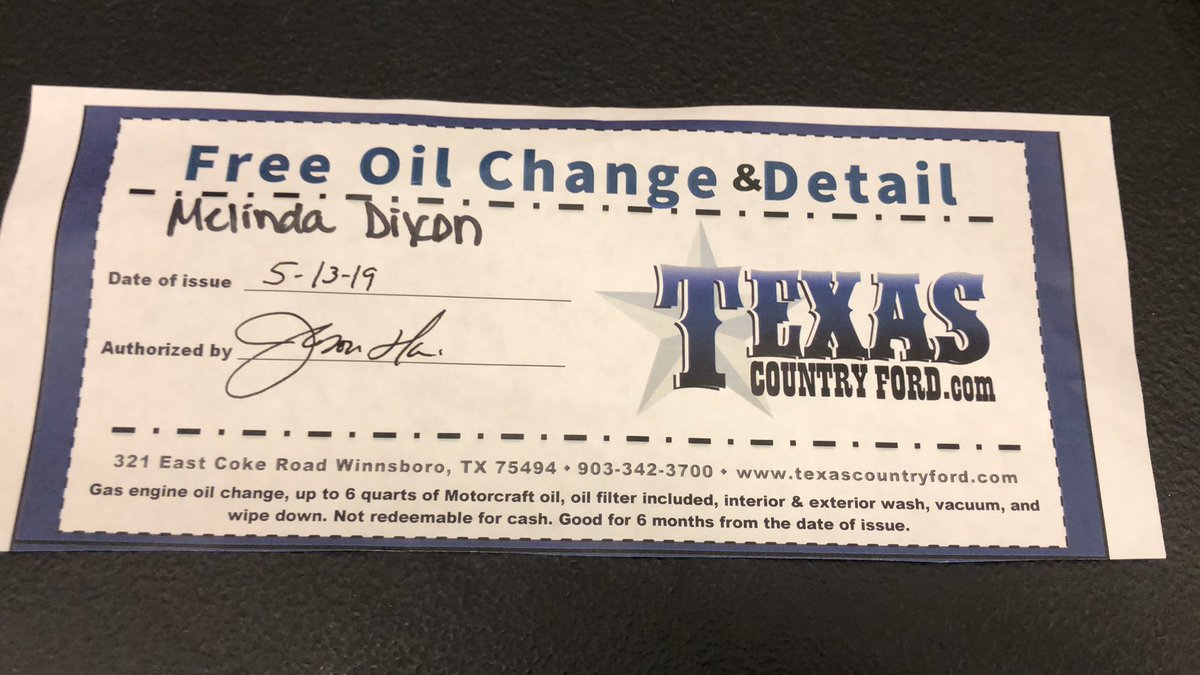 Free Oil Change & Detail
Melinda Dixon
Date of issue 5-13-19
Authorized by
TEXAS
COUNTRY FORD.com
321 East Coke Road Winnsboro, TX 75494 • 903-342-3700 • www.texascountryford.com
Gas engine oil change, up to 6 quarts of Motorcraft oil, oil filter included, interior & exterior wash, vacuum, and
wipe down. Not redeemable for cash. Good for 6 months from the date of issue.